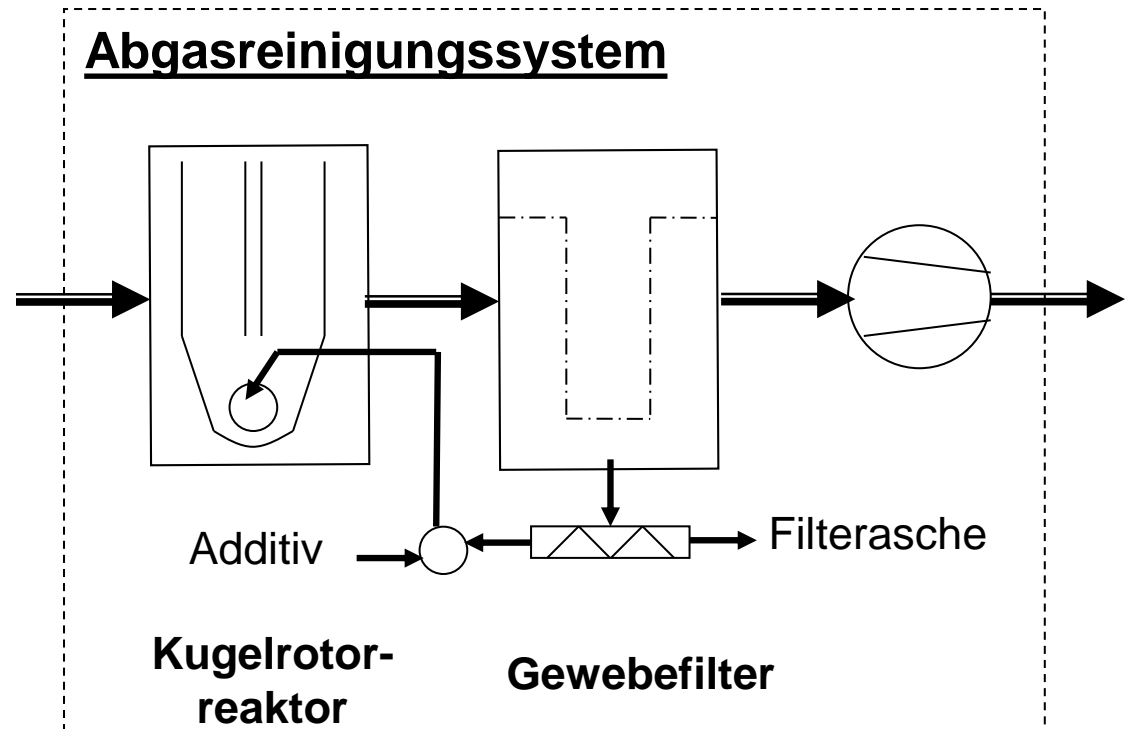 Abgasreinigungssystem
Additiv
Filterasche
Kugelrotor-
reaktor
Gewebefilter